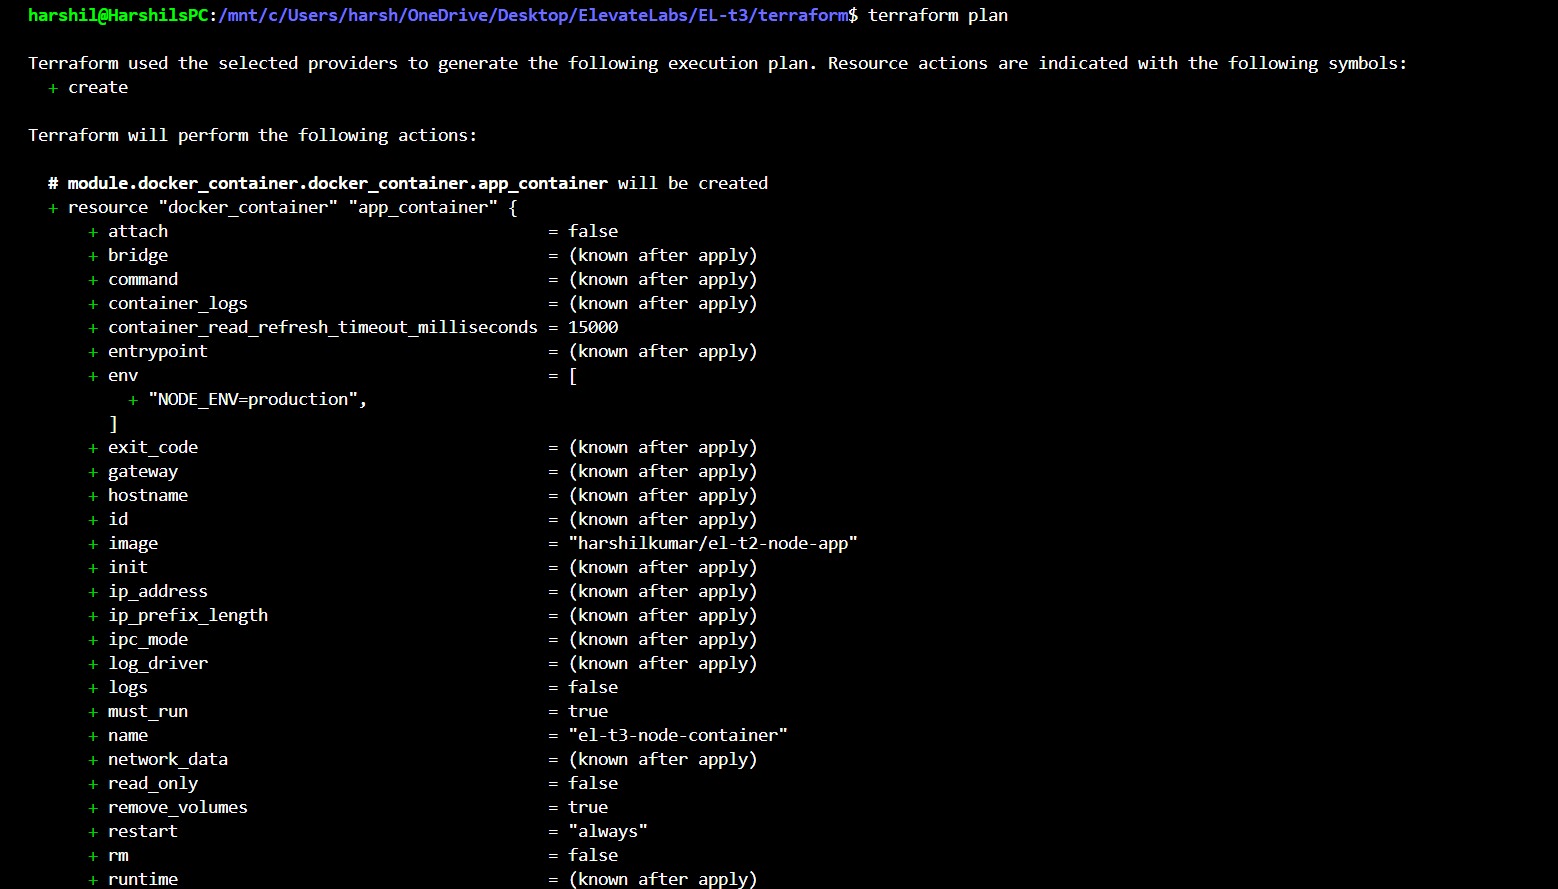 harshil@HarshilsPC:/mnt/c/Users/harsh/OneDrive/Desktop/ElevateLabs/EL-t3/terraform$ terraform plan
Terraform used the selected providers to generate the following execution plan. Resource actions are indicated with the following symbols:
+ create
Terraform will perform the following actions:
# module.docker_container.docker_container.app_container will be created
+ resource "docker_container" "app_container" {
+ attach = false
+ bridge = (known after apply)
+ command = (known after apply)
+ container_logs = (known after apply)
+ container_read_refresh_timeout_milliseconds = 15000
+ entrypoint = (known after apply)
+ env = [
+ "NODE_ENV=production",
]
+ exit_code = (known after apply)
+ gateway = (known after apply)
+ hostname = (known after apply)
+ id = (known after apply)
+ image = "harshilkumar/el-t2-node-app"
+ init = (known after apply)
+ ip_address = (known after apply)
+ ip_prefix_length = (known after apply)
+ ipc_mode = (known after apply)
+ log_driver = (known after apply)
+ logs = false
+ must_run = true
+ name = "el-t3-node-container"
+ network_data = (known after apply)
+ read_only = false
+ remove_volumes = true
+ restart = "always"
+ rm = false
+ runtime = (known after apply)